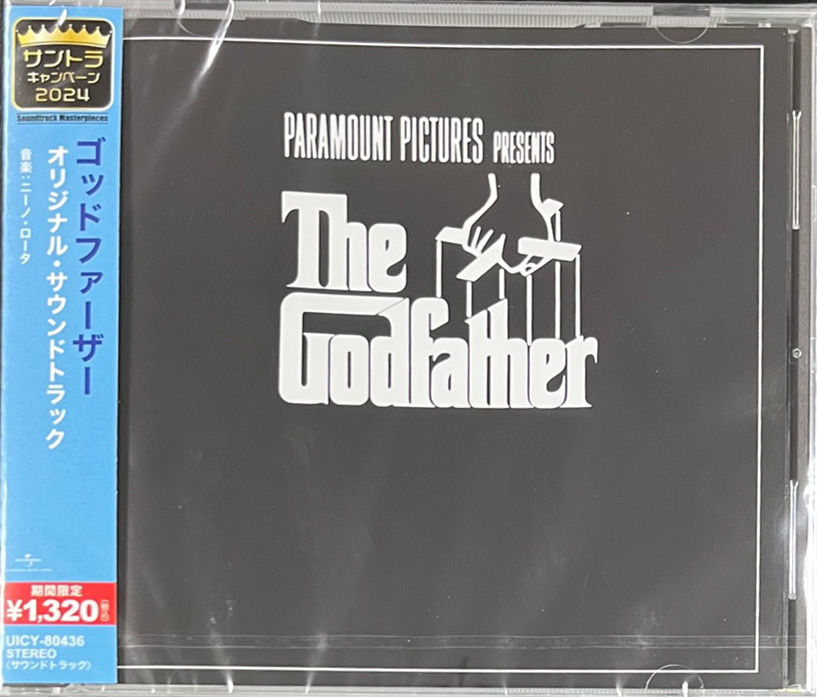 サントラ
キャンペーン
2024
Soundtrack Masterpieces
ゴッドファーザー
オリジナル・サウンドトラック
音楽:ニーノ・ロータ
期間限定
¥1,320(税込)
UICY-80436
STEREO
(サウンドトラック)
PARAMOUNT PICTURES PRESENTS
The
Godfather